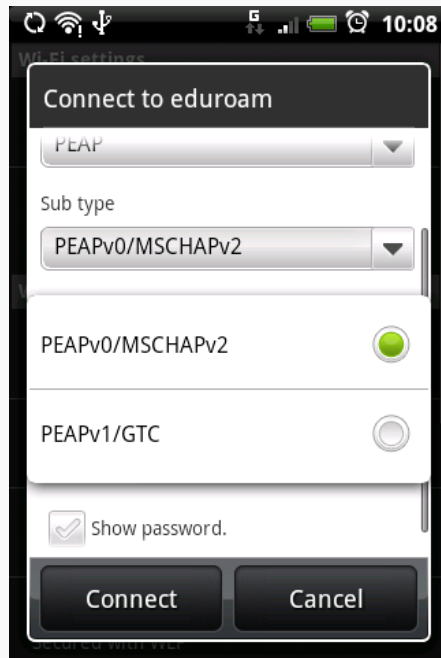 G 10:08
Wi-Fi settings
Connect to eduroam
PEAP
Sub type
PEAPv0/MSCHAPv2
PEAPv0/MSCHAPv2
PEAPv1/GTC
Show password.
Connect Cancel
Secured with WEP